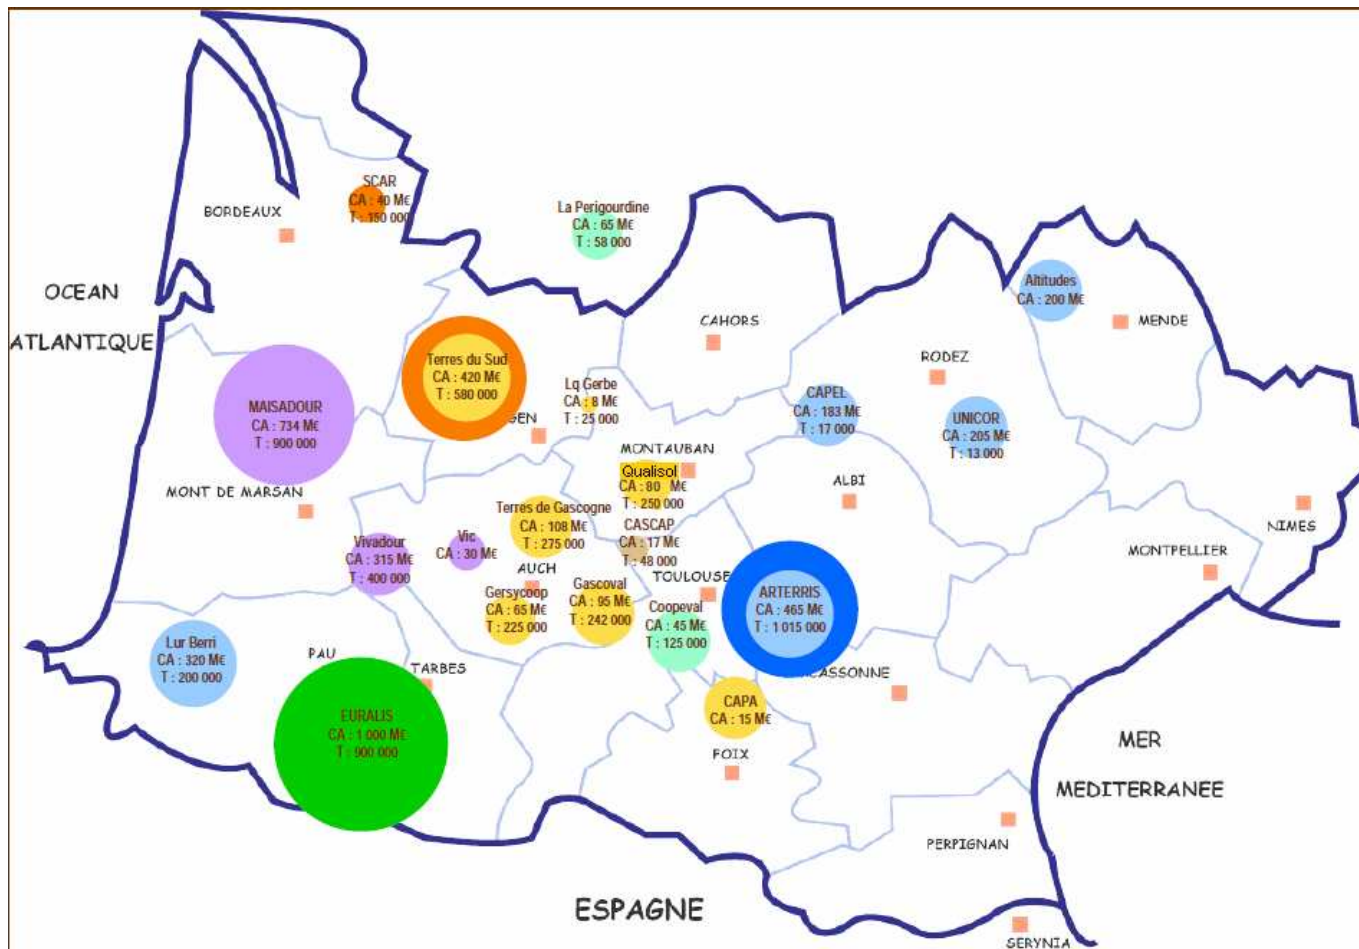 SCAR
CA : 40 M€
T : 150 000
BORDEAUX
La Perigourdine
CA : 65 M€
T : 58 000
OCEAN
ATLANTIQUE
Altitudes
CA : 200 M€
MENDE
CAHORS
RODEZ
Terres du Sud
CA : 420 M€
T : 580 000
GEN
Lq Gerbe
CA : 8 M€
T : 25 000
MAISADOUR
CA : 734 M€
T : 900 000
CAPEL
CA : 183 M€
T : 17 000
UNICOR
CA : 205 M€
T : 13 000
MONTAUBAN
Qualisol
CA : 80 M€
T : 250 000
ALBI
MONT DE MARSAN
NIMES
Terres de Gascogne
CA : 108 M€
T : 275 000
CASCAP
CA : 17 M€
T : 48 000
Vic
CA : 30 M€
Vivadour
CA : 315 M€
T : 400 000
MONTPELLIER
AUCH
TOULOUSE
Gersycoop
CA : 65 M€
T : 225 000
Gascoval
CA : 95 M€
T : 242 000
Coopeval
CA : 45 M€
T : 125 000
ARTERRIS
CA : 465 M€
T : 1 015 000
Lur Berri
CA : 320 M€
T : 200 000
PAU
TARBES
CASSONNE
CAPA
CA : 15 M€
EURALIS
CA : 1 000 M€
T : 900 000
FOIX
MER
MEDITERRANEE
PERPIGNAN
ESPAGNE
SERYNIA